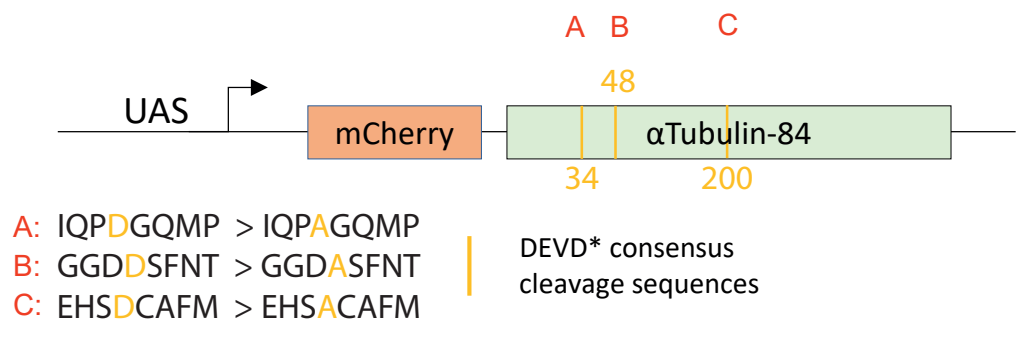 A B C
48
UAS
mCherry
αTubulin-84
34
200
A: IQPDGQMP > IQPAGQMP
B: GGDDSFNT > GGDASFNT
C: EHSDCAFM > EHSACAFM
DEVD* consensus
cleavage sequences